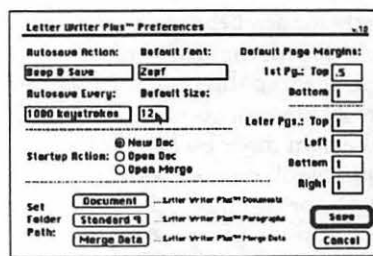 Letter Writer Plus™ Preferences v.12
Autosave Action: Default Font: Default Page Margins:
Beep & Save Zapf 1st Pg.: Top .5
Bottom 1
Autosave Every: Default Size:
1000 keystrokes 12 Later Pgs.: Top 1
Left 1
Bottom 1
Right 1
Startup Action: New Doc
Open Doc
Open Merge
Set Folder Path:
Document ...:Letter Writer Plus™ Documents
Standard ¶ ...:Letter Writer Plus™ Paragraphs
Merge Data ...:Letter Writer Plus™ Merge Data
Save
Cancel